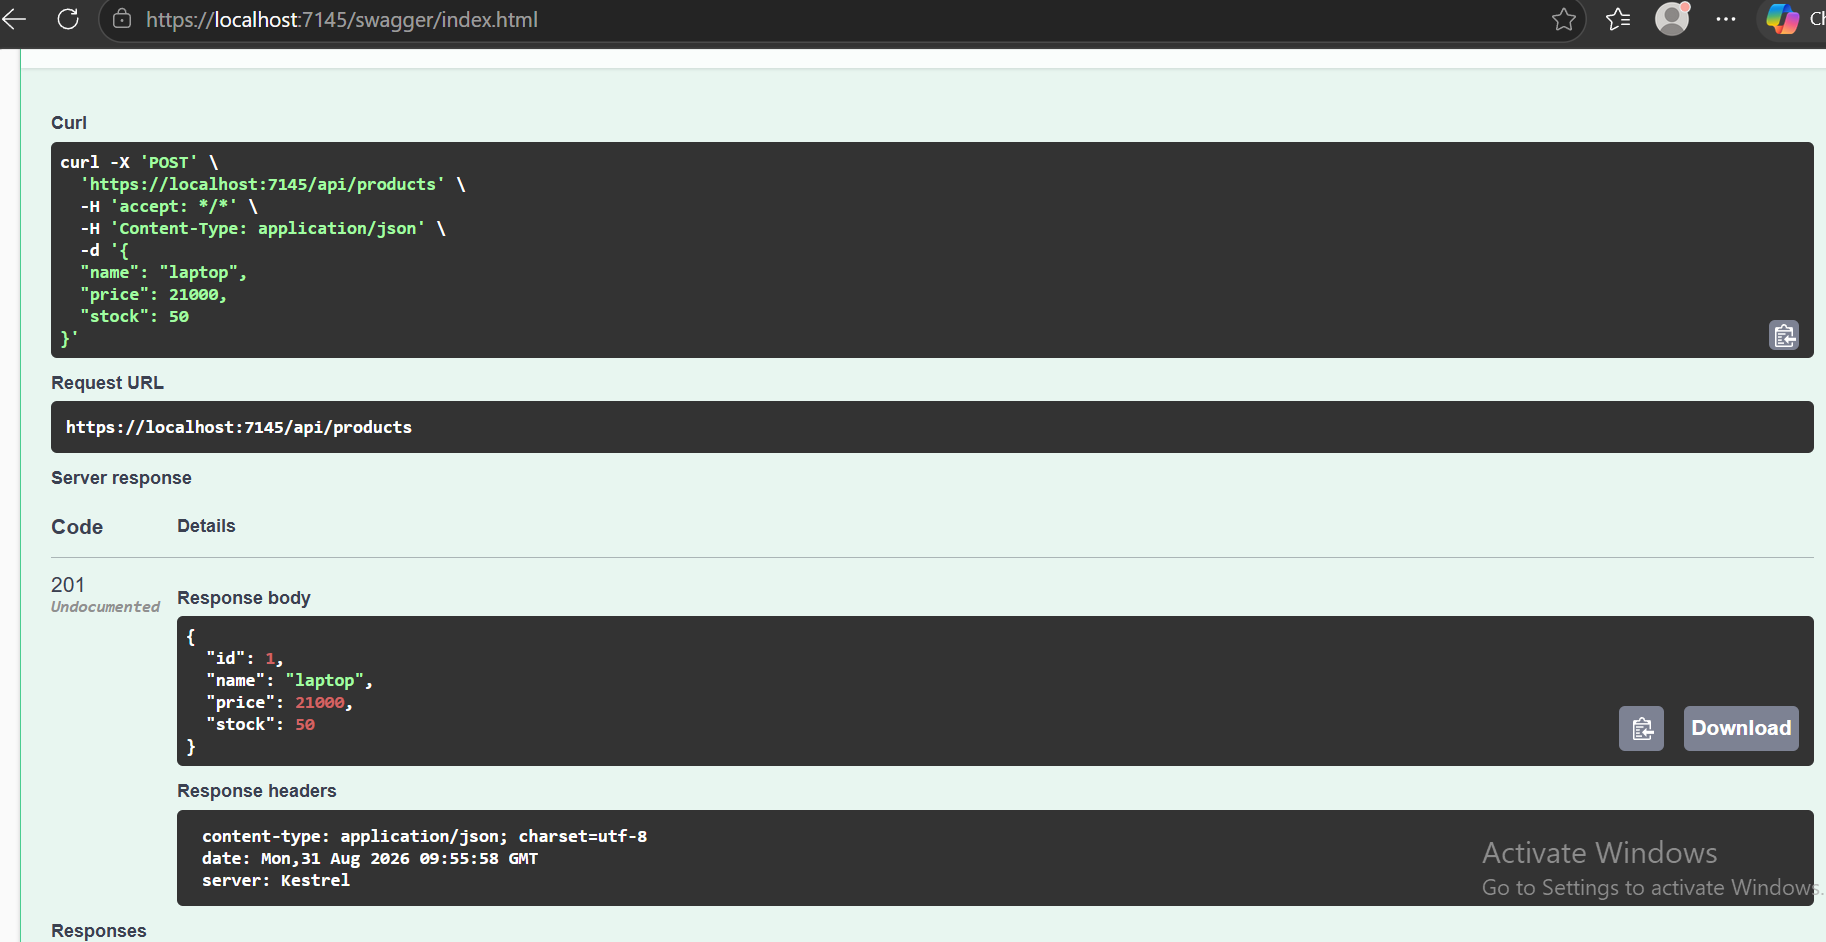 https://localhost:7145/swagger/index.html
Curl
curl -X 'POST' \
'https://localhost:7145/api/products' \
-H 'accept: */*' \
-H 'Content-Type: application/json' \
-d '{
"name": "laptop",
"price": 21000,
"stock": 50
}'
Request URL
https://localhost:7145/api/products
Server response
Code Details
201
Undocumented
Response body
{
"id": 1,
"name": "laptop",
"price": 21000,
"stock": 50
}
Download
Response headers
content-type: application/json; charset=utf-8
date: Mon,31 Aug 2026 09:55:58 GMT
server: Kestrel
Activate Windows
Go to Settings to activate Windows.
Responses